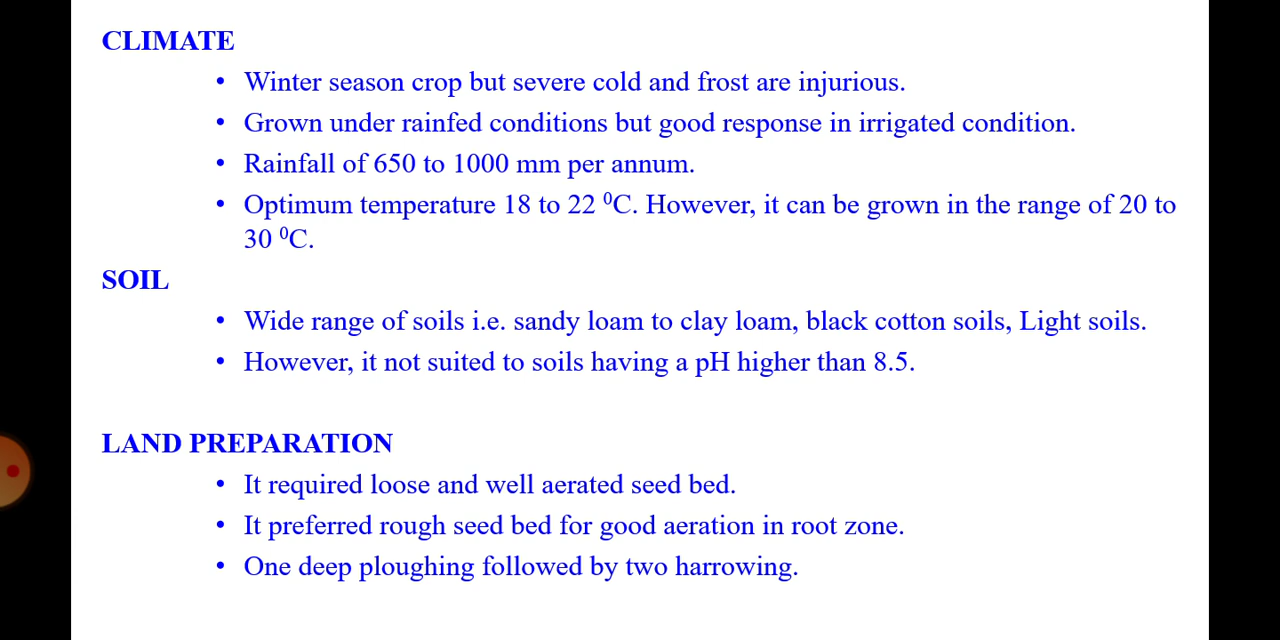 CLIMATE
• Winter season crop but severe cold and frost are injurious.
• Grown under rainfed conditions but good response in irrigated condition.
• Rainfall of 650 to 1000 mm per annum.
• Optimum temperature 18 to 22 ⁰C. However, it can be grown in the range of 20 to
30 ⁰C.
SOIL
• Wide range of soils i.e. sandy loam to clay loam, black cotton soils, Light soils.
• However, it not suited to soils having a pH higher than 8.5.
LAND PREPARATION
• It required loose and well aerated seed bed.
• It preferred rough seed bed for good aeration in root zone.
• One deep ploughing followed by two harrowing.